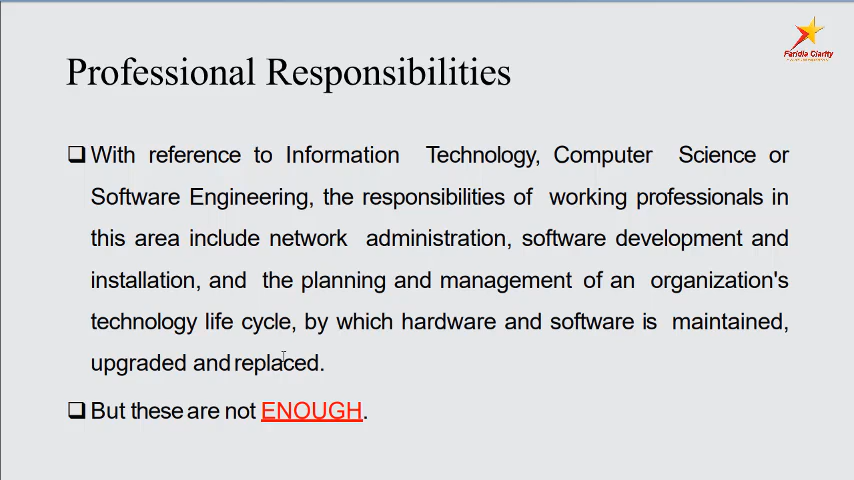 Faridia Clarity
Professional Responsibilities
With reference to Information Technology, Computer Science or
Software Engineering, the responsibilities of working professionals in
this area include network administration, software development and
installation, and the planning and management of an organization's
technology life cycle, by which hardware and software is maintained,
upgraded and replaced.
But these are not ENOUGH.